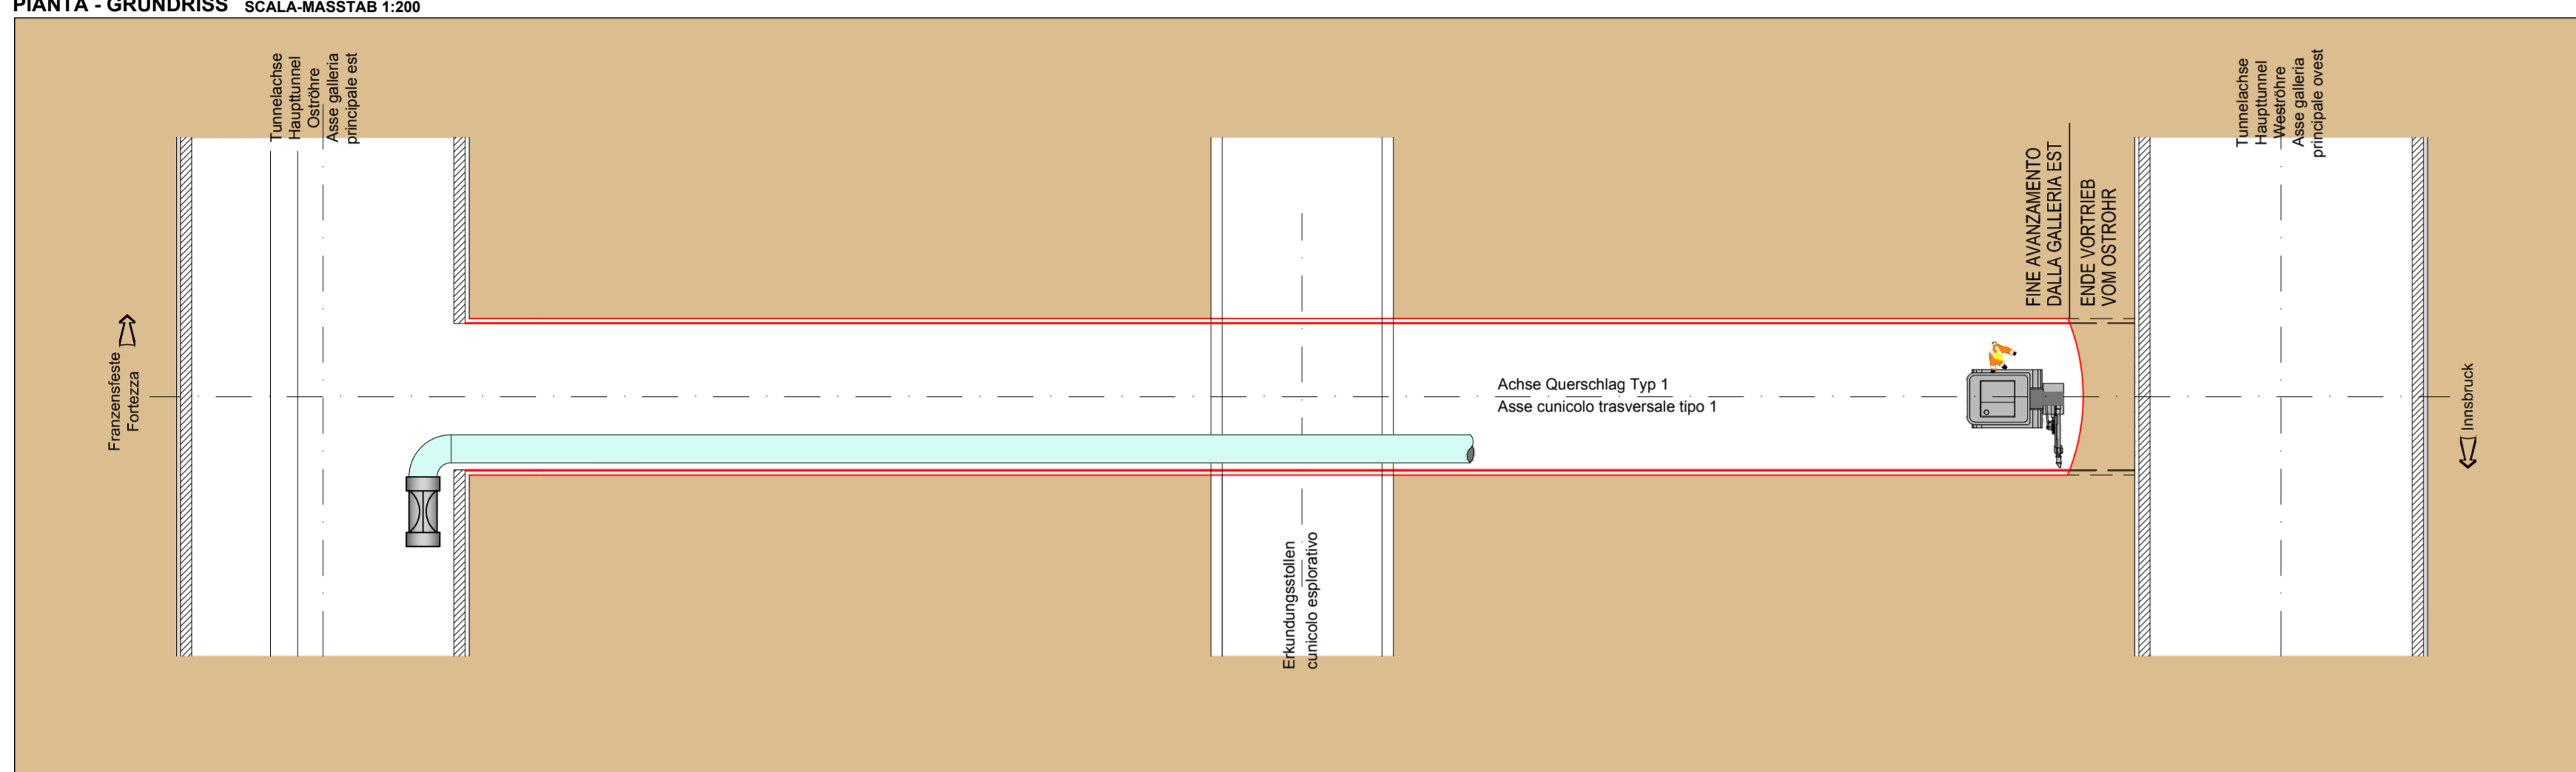 PIANTA - GRUNDRISS SCALA-MASSTAB 1:200
Tunnelachse
Haupttunnel
Oströhre
Asse galleria
principale est
Tunnelachse
Haupttunnel
Weströhre
Asse galleria
principale ovest
FINE AVANZAMENTO
DALLA GALLERIA EST
ENDE VORTRIEB
VOM OSTROHR
Franzensfeste
Fortezza
Achse Querschlag Typ 1
Asse cunicolo trasversale tipo 1
Innsbruck
Erkundungsstollen
cunicolo esplorativo